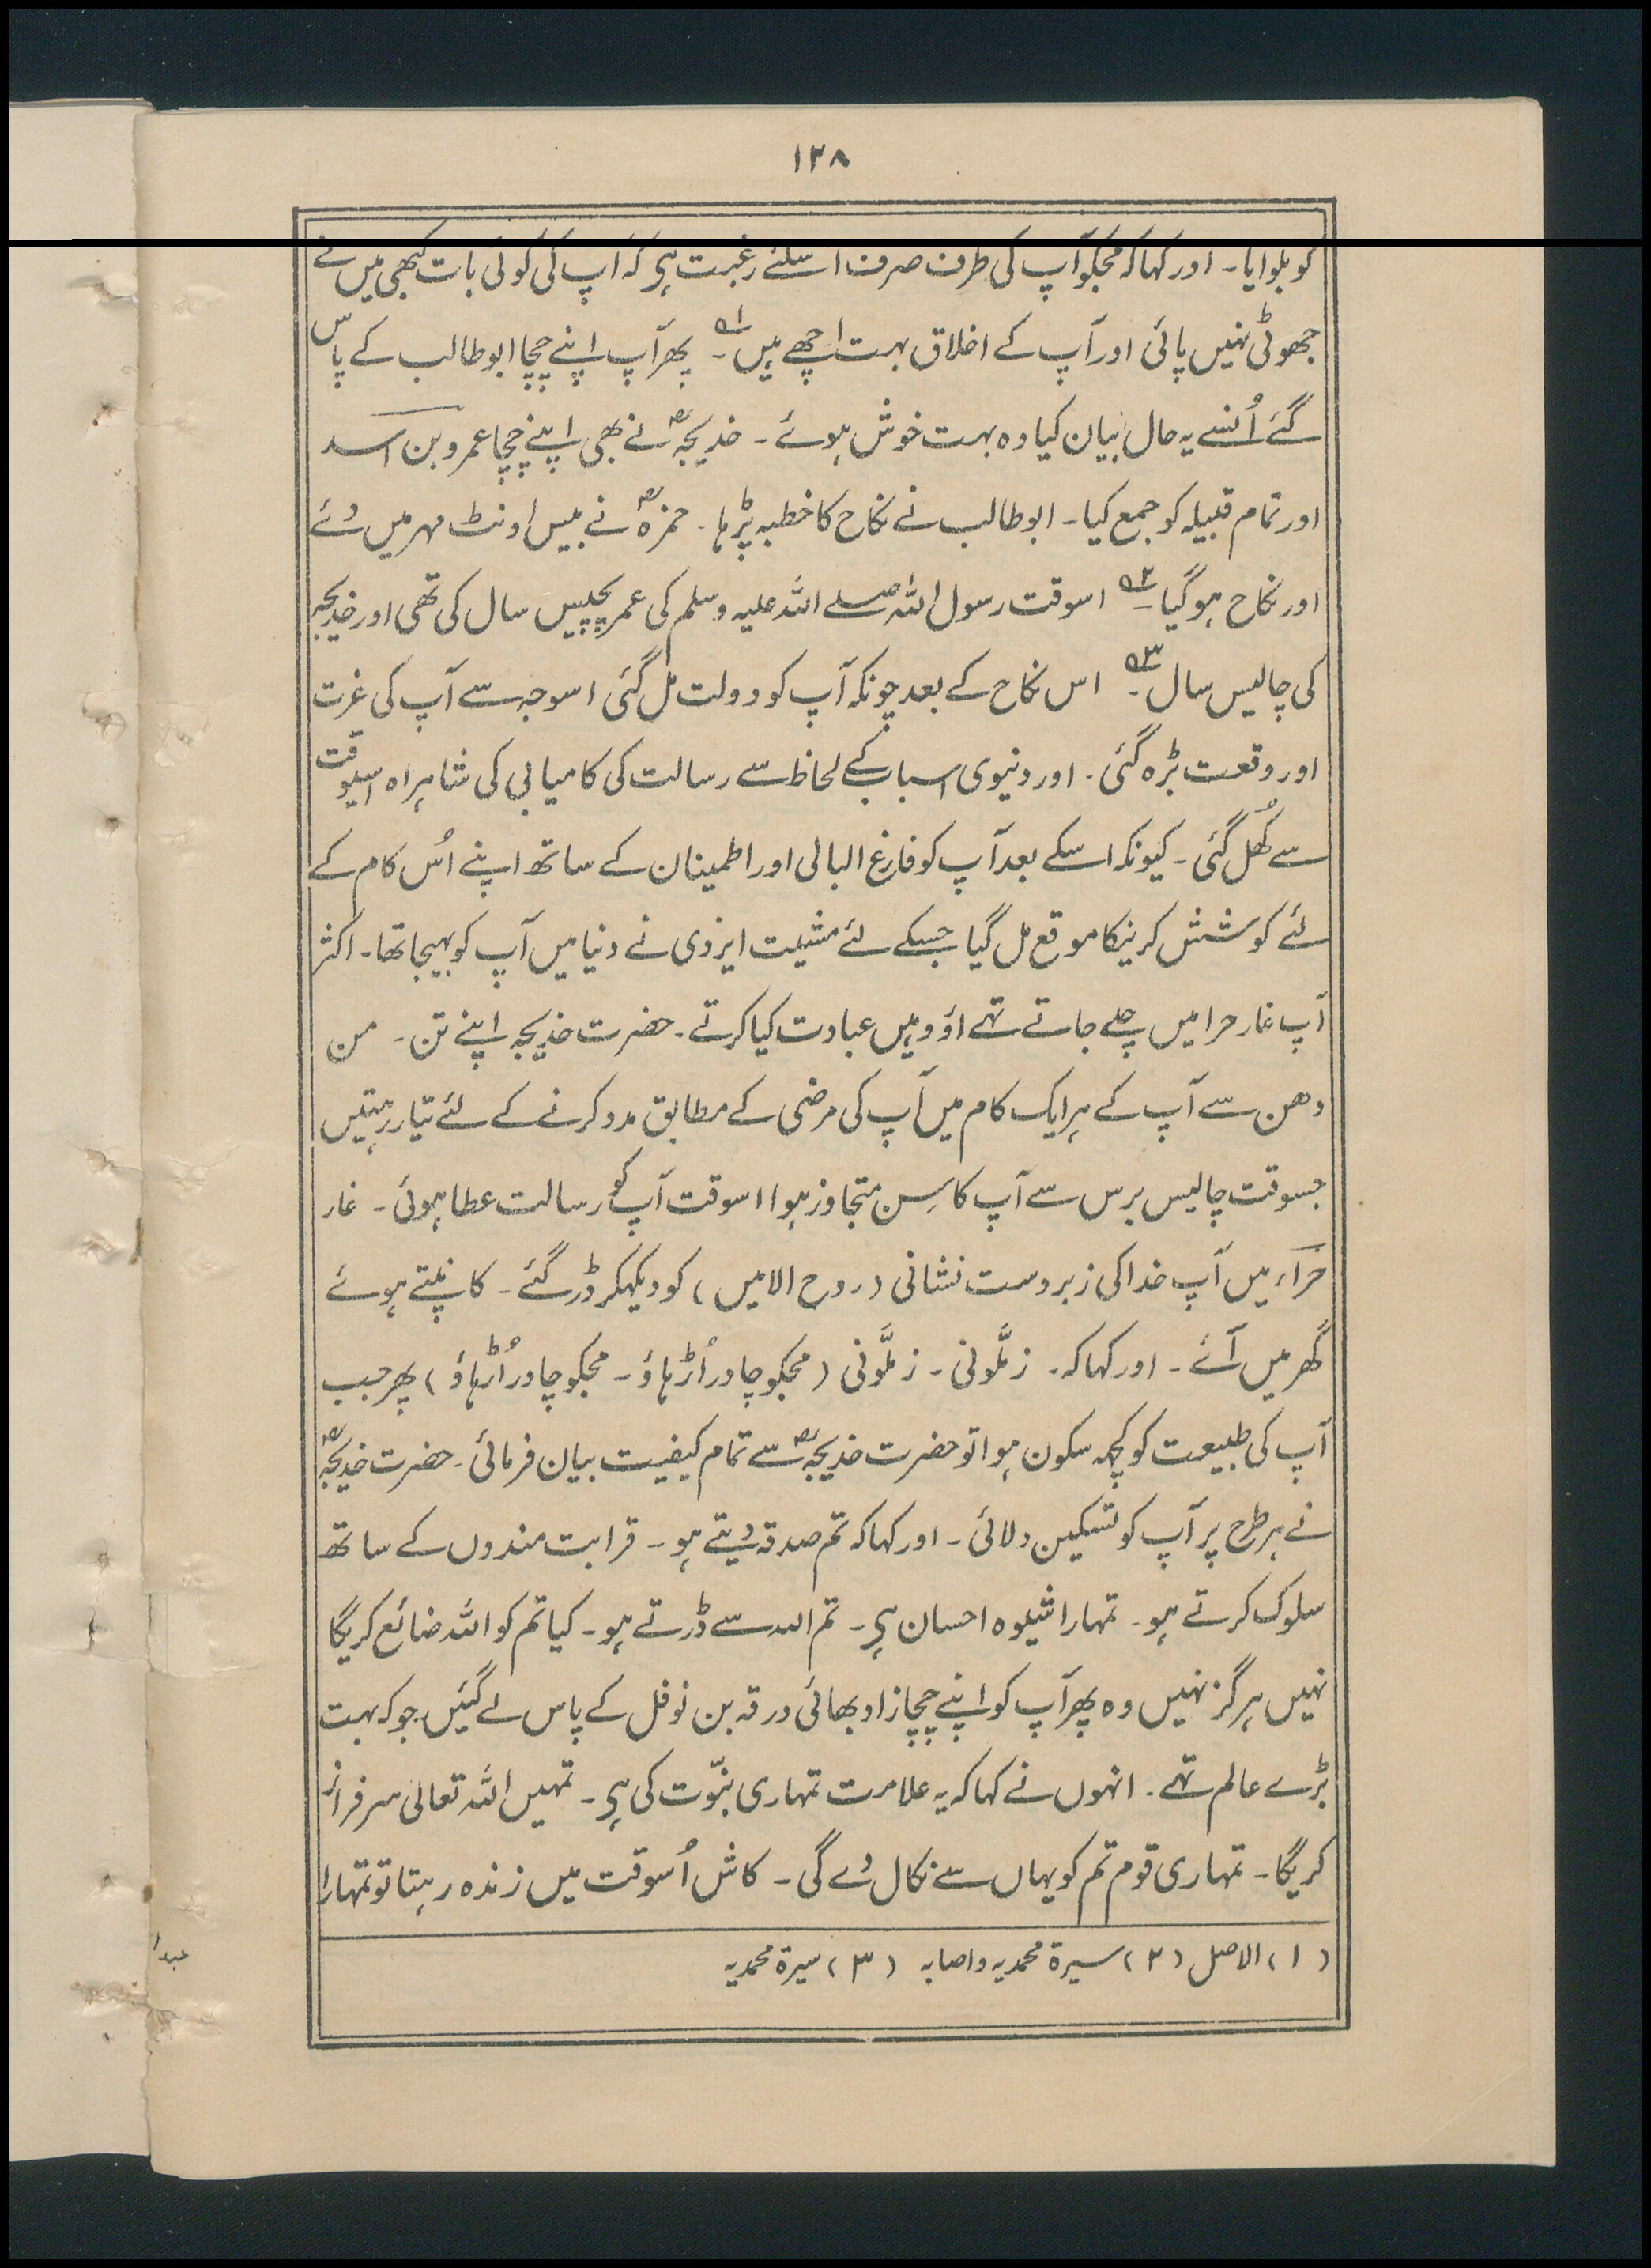 ۱۲۸
کو بلوایا۔ اور کہا کہ مجکو آپ کی طرف صرف اسلئے رغبت ہی کہ آپ کی کوئی بات کبھی میں نے
جھوٹی نہیں پائی اور آپ کے اخلاق بہت اچھے ہیں۔ ۱؎ پھر آپ اپنے چچا ابو طالب کے پاس
گئے اُنسے یہ حال بیان کیا وہ بہت خوش ہوئے۔ خدیجہؓ نے بھی اپنے چچا عمرو بن اسد
اور تمام قبیلہ کو جمع کیا۔ ابو طالب نے نکاح کا خطبہ پڑہا۔ حمزہؓ نے بیس اونٹ مہر میں دُئے
اور نکاح ہو گیا۔ ۲؎ اسوقت رسول اللہ صلے اللہ علیہ وسلم کی عمر پچیس سال کی تھی اور خدیجہ
کی چالیس سال۔ ۳؎ اس نکاح کے بعد چونکہ آپ کو دولت مل گئی اسوجہ سے آپ کی عزت
اور وقعت بڑہ گئی۔ اور دنیوی اسباب کے لحاظ سے رسالت کی کامیابی کی شاہراہ اسیوقت
سے کُھل گئی۔ کیونکہ اسکے بعد آپ کو فارغ البالی اور اطمینان کے ساتھ اپنے اُس کام کے
لئے کوشش کرنیکا موقع مل گیا جسکے لئے مشیت ایزدی نے دنیا میں آپ کو بہیجا تھا۔ اکثر
آپ غار حرا میں چلے جاتے تہے اؤ وہیں عبادت کیا کرتے۔ حضرت خدیجہ اپنے تن۔ من
دھن سے آپ کے ہر ایک کام میں آپ کی مرضی کے مطابق مدد کرنے کے لئے تیار رہتیں
جسوقت چالیس برس سے آپ کا سِن متجاوز ہوا اسوقت آپ کو رسالت عطا ہوئی۔ غار
حراء میں آپ خدا کی زبردست نشانی (روح الامیں) کو دیکہکر ڈر گئے۔ کانپتے ہوئے
گھر میں آئے۔ اور کہا کہ۔ زملّونی۔ زملّونی (مجکو چادر اُڑہاؤ۔ مجکو چادر اُڑہاؤ) پھر جب
آپ کی طبیعت کو کچہہ سکون ہوا تو حضرت خدیجہؓ سے تمام کیفیت بیان فرمائی۔ حضرت خدیجہؓ
نے ہر طرح پر آپ کو تسکین دلائی۔ اور کہا کہ تم صدقہ دُیتے ہو۔ قرابت مندوں کے ساتھ
سلوک کرتے ہو۔ تمہارا شیوہ احسان ہی۔ تم اللہ سے ڈرتے ہو۔ کیا تم کو اللہ ضائع کریگا
نہیں ہرگز نہیں وہ پھر آپ کو اپنے چچا زاد بھائی ورقہ بن نوفل کے پاس لے گئیں۔ جو کہ بہت
بڑے عالم تہے۔ انہوں نے کہا کہ یہ علامت تمہاری نبوّت کی ہی۔ تمہیں اللہ تعالی سرفراز
کریگا۔ تمہاری قوم تم کو یہاں سے نکال دُے گی۔ کاش اُسوقت میں زندہ رہتا تو تمہارا
(۱) الاصل (۲) سیرۃ محمدیہ و اصابہ (۳) سیرۃ محمدیہ